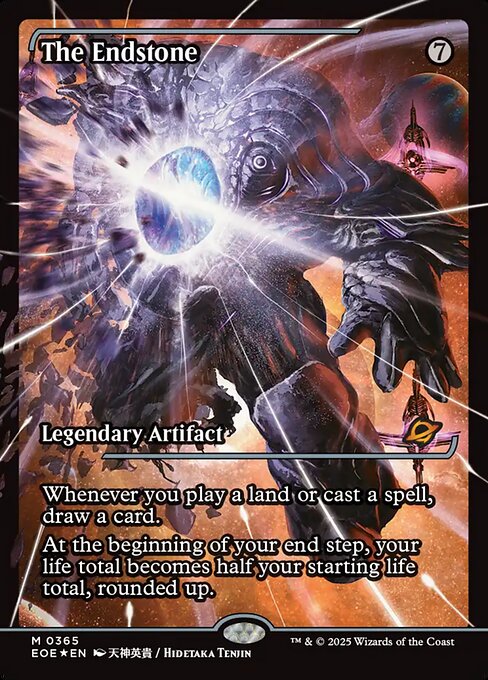 The Endstone
7
Legendary Artifact
Whenever you play a land or cast a spell,
draw a card.
At the beginning of your end step, your
life total becomes half your starting life
total, rounded up.
M 0365
EOE★EN 天神英貴 / Hidetaka Tenjin
™ & © 2025 Wizards of the Coast